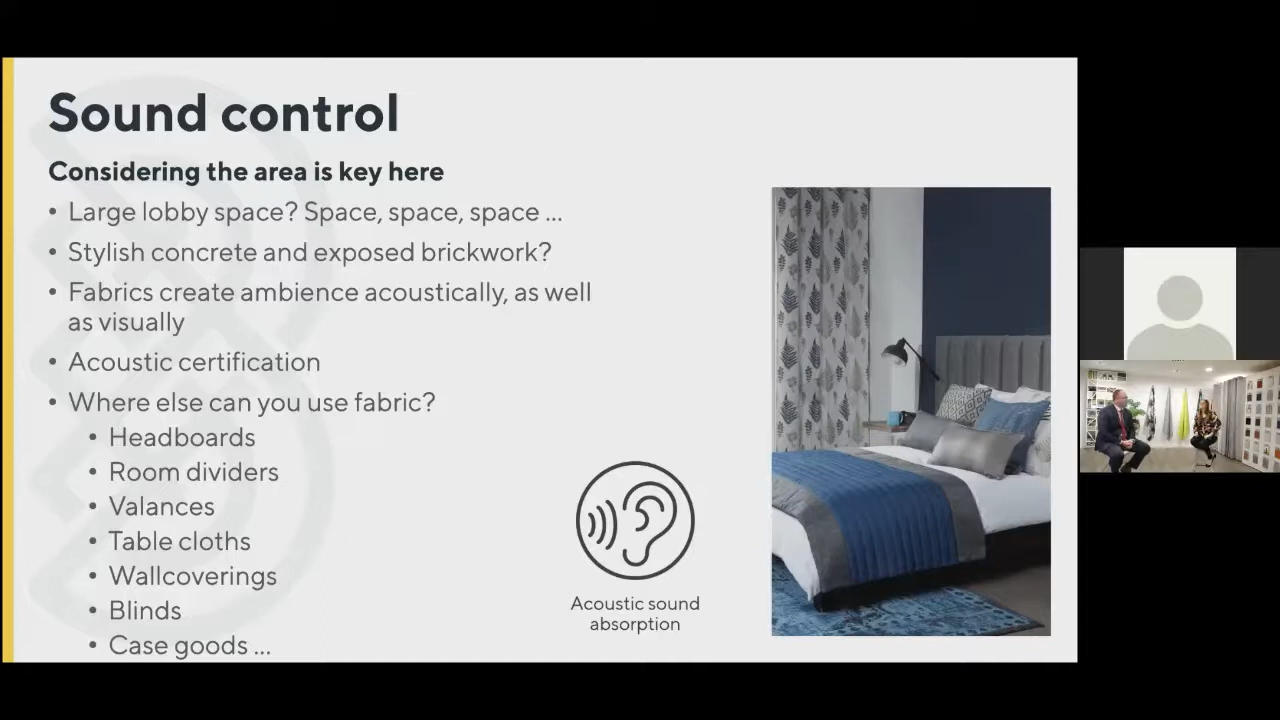 Sound control
Considering the area is key here
• Large lobby space? Space, space, space ...
• Stylish concrete and exposed brickwork?
• Fabrics create ambience acoustically, as well
as visually
• Acoustic certification
• Where else can you use fabric?
• Headboards
• Room dividers
• Valances
• Table cloths
• Wallcoverings
• Blinds
• Case goods ...
Acoustic sound
absorption